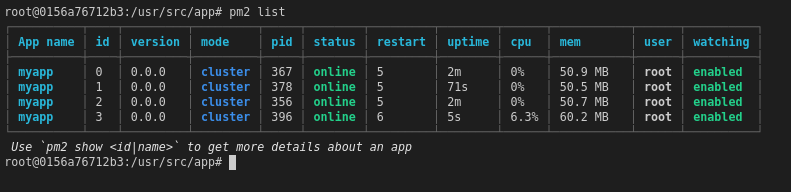 root@0156a76712b3:/usr/src/app# pm2 list
App name | id | version | mode | pid | status | restart | uptime | cpu | mem | user | watching
myapp | 0 | 0.0.0 | cluster | 367 | online | 5 | 2m | 0% | 50.9 MB | root | enabled
myapp | 1 | 0.0.0 | cluster | 378 | online | 5 | 71s | 0% | 50.5 MB | root | enabled
myapp | 2 | 0.0.0 | cluster | 356 | online | 5 | 2m | 0% | 50.7 MB | root | enabled
myapp | 3 | 0.0.0 | cluster | 396 | online | 6 | 5s | 6.3% | 60.2 MB | root | enabled
Use `pm2 show <id|name>` to get more details about an app
root@0156a76712b3:/usr/src/app#